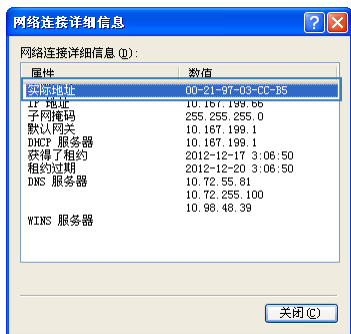 网络连接详细信息
网络连接详细信息(D):
属性 数值
实际地址 00-21-97-03-CC-B5
IP 地址 10.167.199.66
子网掩码 255.255.255.0
默认网关 10.167.199.1
DHCP 服务器 10.167.199.1
获得了租约 2012-12-17 3:06:50
租约过期 2012-12-20 3:06:50
DNS 服务器 10.72.55.81
10.72.255.100
10.98.48.39
WINS 服务器
关闭(C)